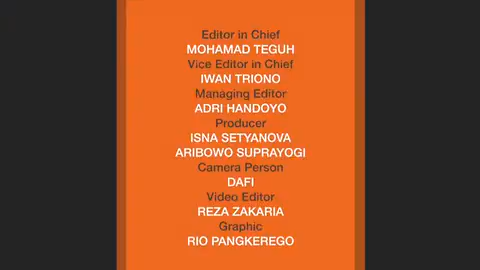 Editor in Chief
MOHAMAD TEGUH
Vice Editor in Chief
IWAN TRIONO
Managing Editor
ADRI HANDOYO
Producer
ISNA SETYANOVA
ARIBOWO SUPRAYOGI
Camera Person
DAFI
Video Editor
REZA ZAKARIA
Graphic
RIO PANGKEREGO